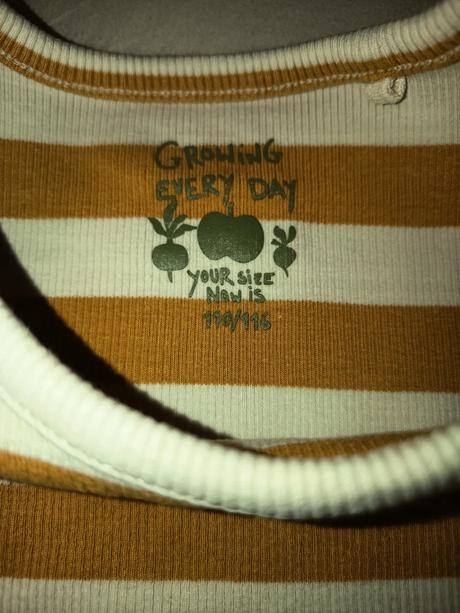 GROWING
EVERY DAY
YOUR SIZE
NOW IS
110/116